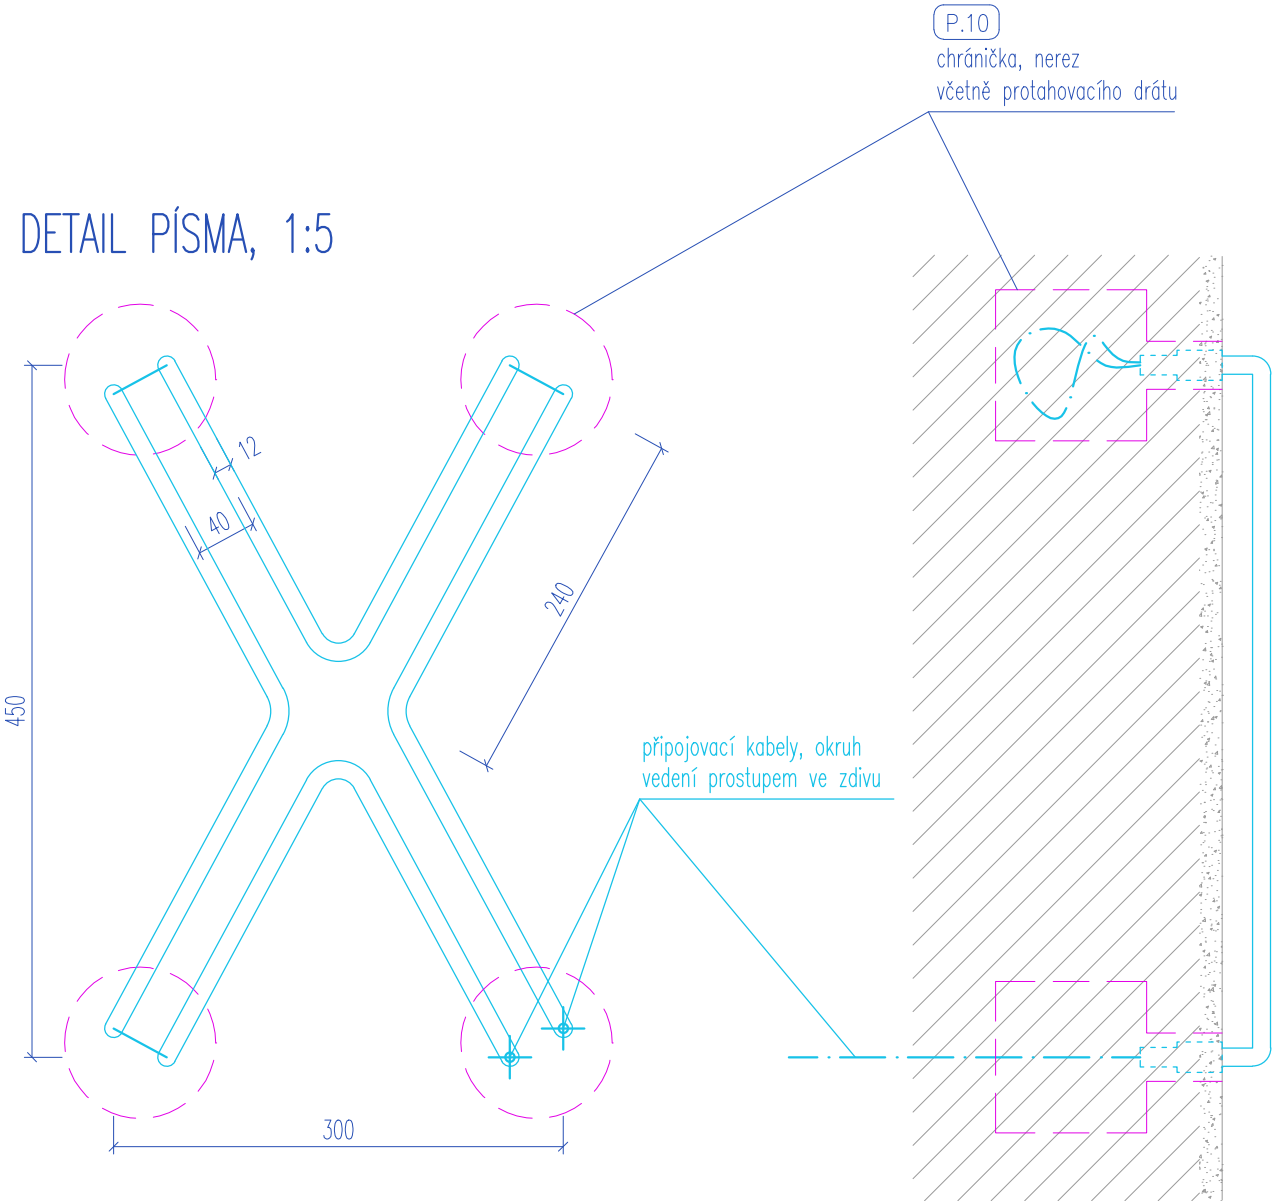 P.10
chránička, nerez
včetně protahovacího drátu
DETAIL PÍSMA, 1:5
12
40
240
450
připojovací kabely, okruh
vedení prostupem ve zdivu
300